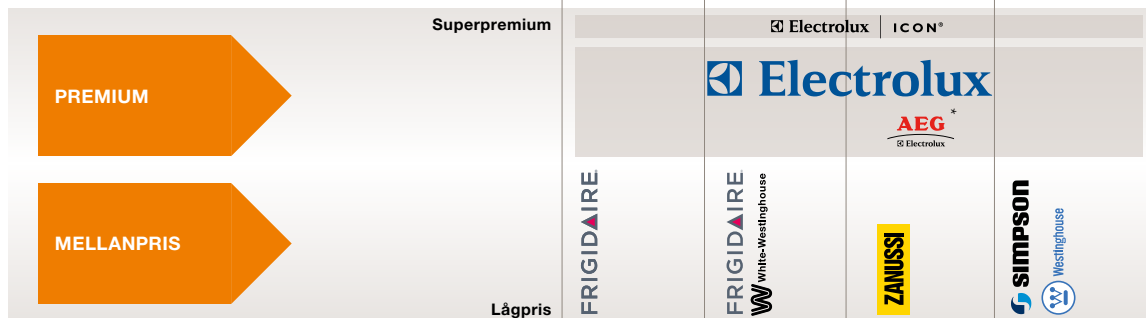 Superpremium
Electrolux ICON®
PREMIUM
Electrolux
AEG *
Electrolux
MELLANPRIS
FRIGIDAIRE
FRIGIDAIRE
White-Westinghouse
ZANUSSI
SIMPSON
Westinghouse
Lågpris